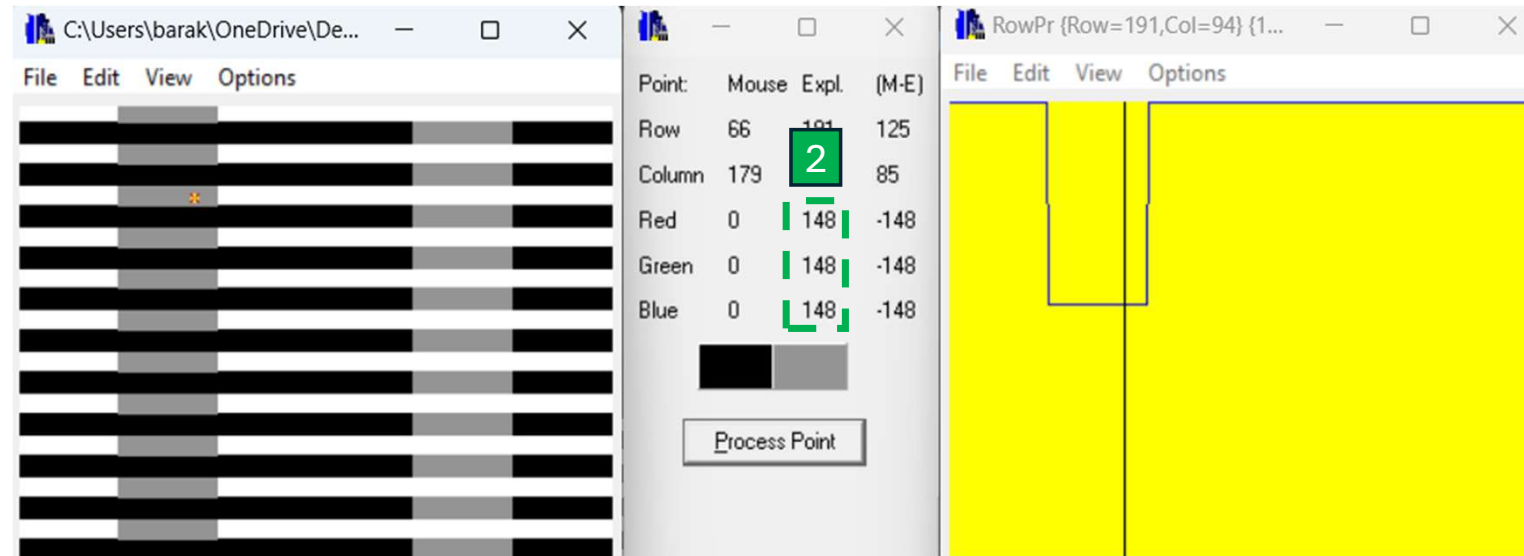 C:\Users\barak\OneDrive\De...
File Edit View Options
Point: Mouse Expl. (M-E)
Row 66 191 125
2
Column 179 85
Red 0 148 -148
Green 0 148 -148
Blue 0 148 -148
Process Point
RowPr {Row=191,Col=94} {1...
File Edit View Options